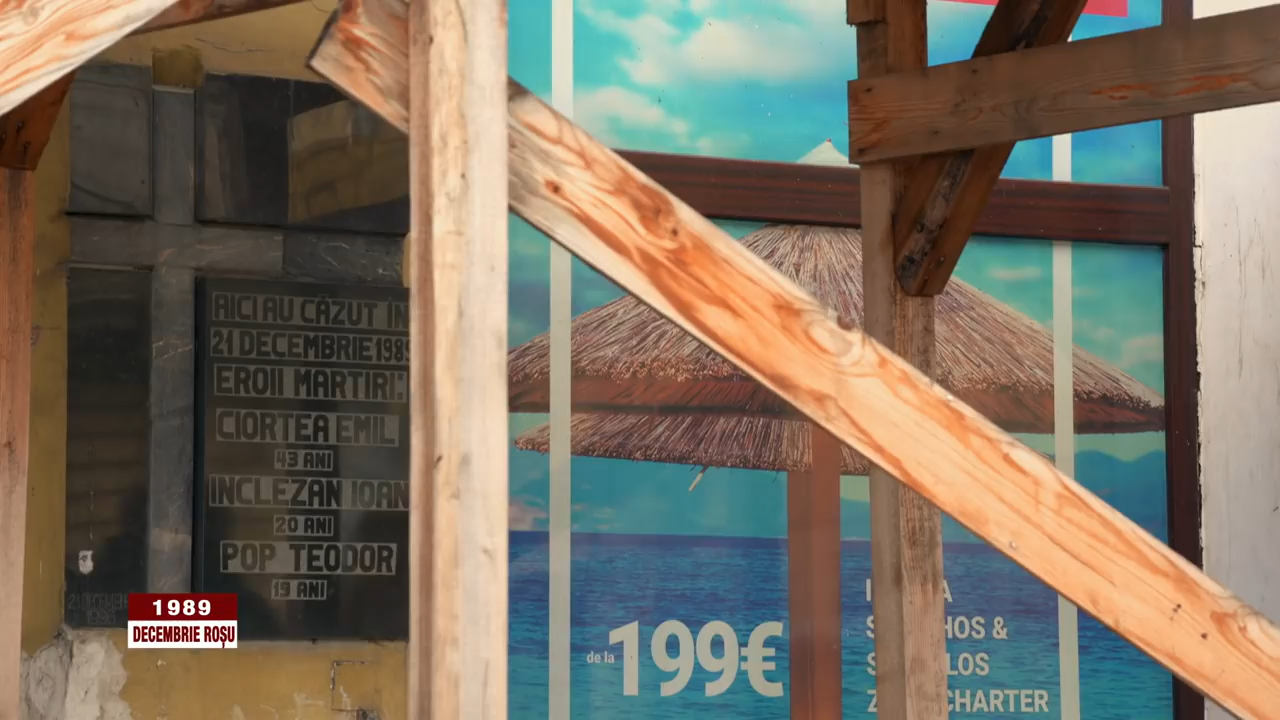 AICI AU CĂZUT ÎN
21 DECEMBRIE 1989
EROII MARTIRI:
CIORTEA EMIL
43 ANI
INCLEZAN IOAN
20 ANI
POP TEODOR
19 ANI
1989
DECEMBRIE ROȘU
de la 199€
&
CHARTER